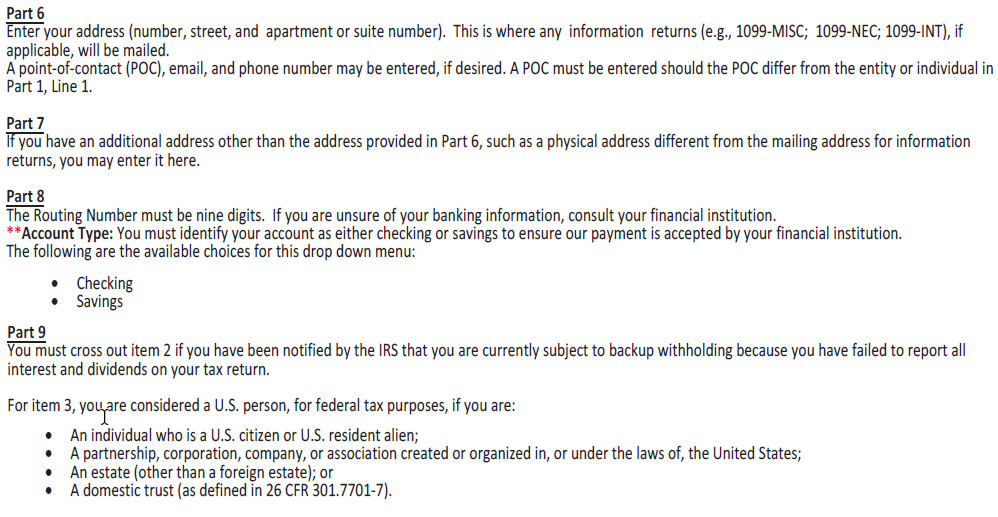 Part 6
Enter your address (number, street, and apartment or suite number). This is where any information returns (e.g., 1099-MISC; 1099-NEC; 1099-INT), if
applicable, will be mailed.
A point-of-contact (POC), email, and phone number may be entered, if desired. A POC must be entered should the POC differ from the entity or individual in
Part 1, Line 1.
Part 7
If you have an additional address other than the address provided in Part 6, such as a physical address different from the mailing address for information
returns, you may enter it here.
Part 8
The Routing Number must be nine digits. If you are unsure of your banking information, consult your financial institution.
**Account Type: You must identify your account as either checking or savings to ensure our payment is accepted by your financial institution.
The following are the available choices for this drop down menu:
• Checking
• Savings
Part 9
You must cross out item 2 if you have been notified by the IRS that you are currently subject to backup withholding because you have failed to report all
interest and dividends on your tax return.
For item 3, you are considered a U.S. person, for federal tax purposes, if you are:
• An individual who is a U.S. citizen or U.S. resident alien;
• A partnership, corporation, company, or association created or organized in, or under the laws of, the United States;
• An estate (other than a foreign estate); or
• A domestic trust (as defined in 26 CFR 301.7701-7).